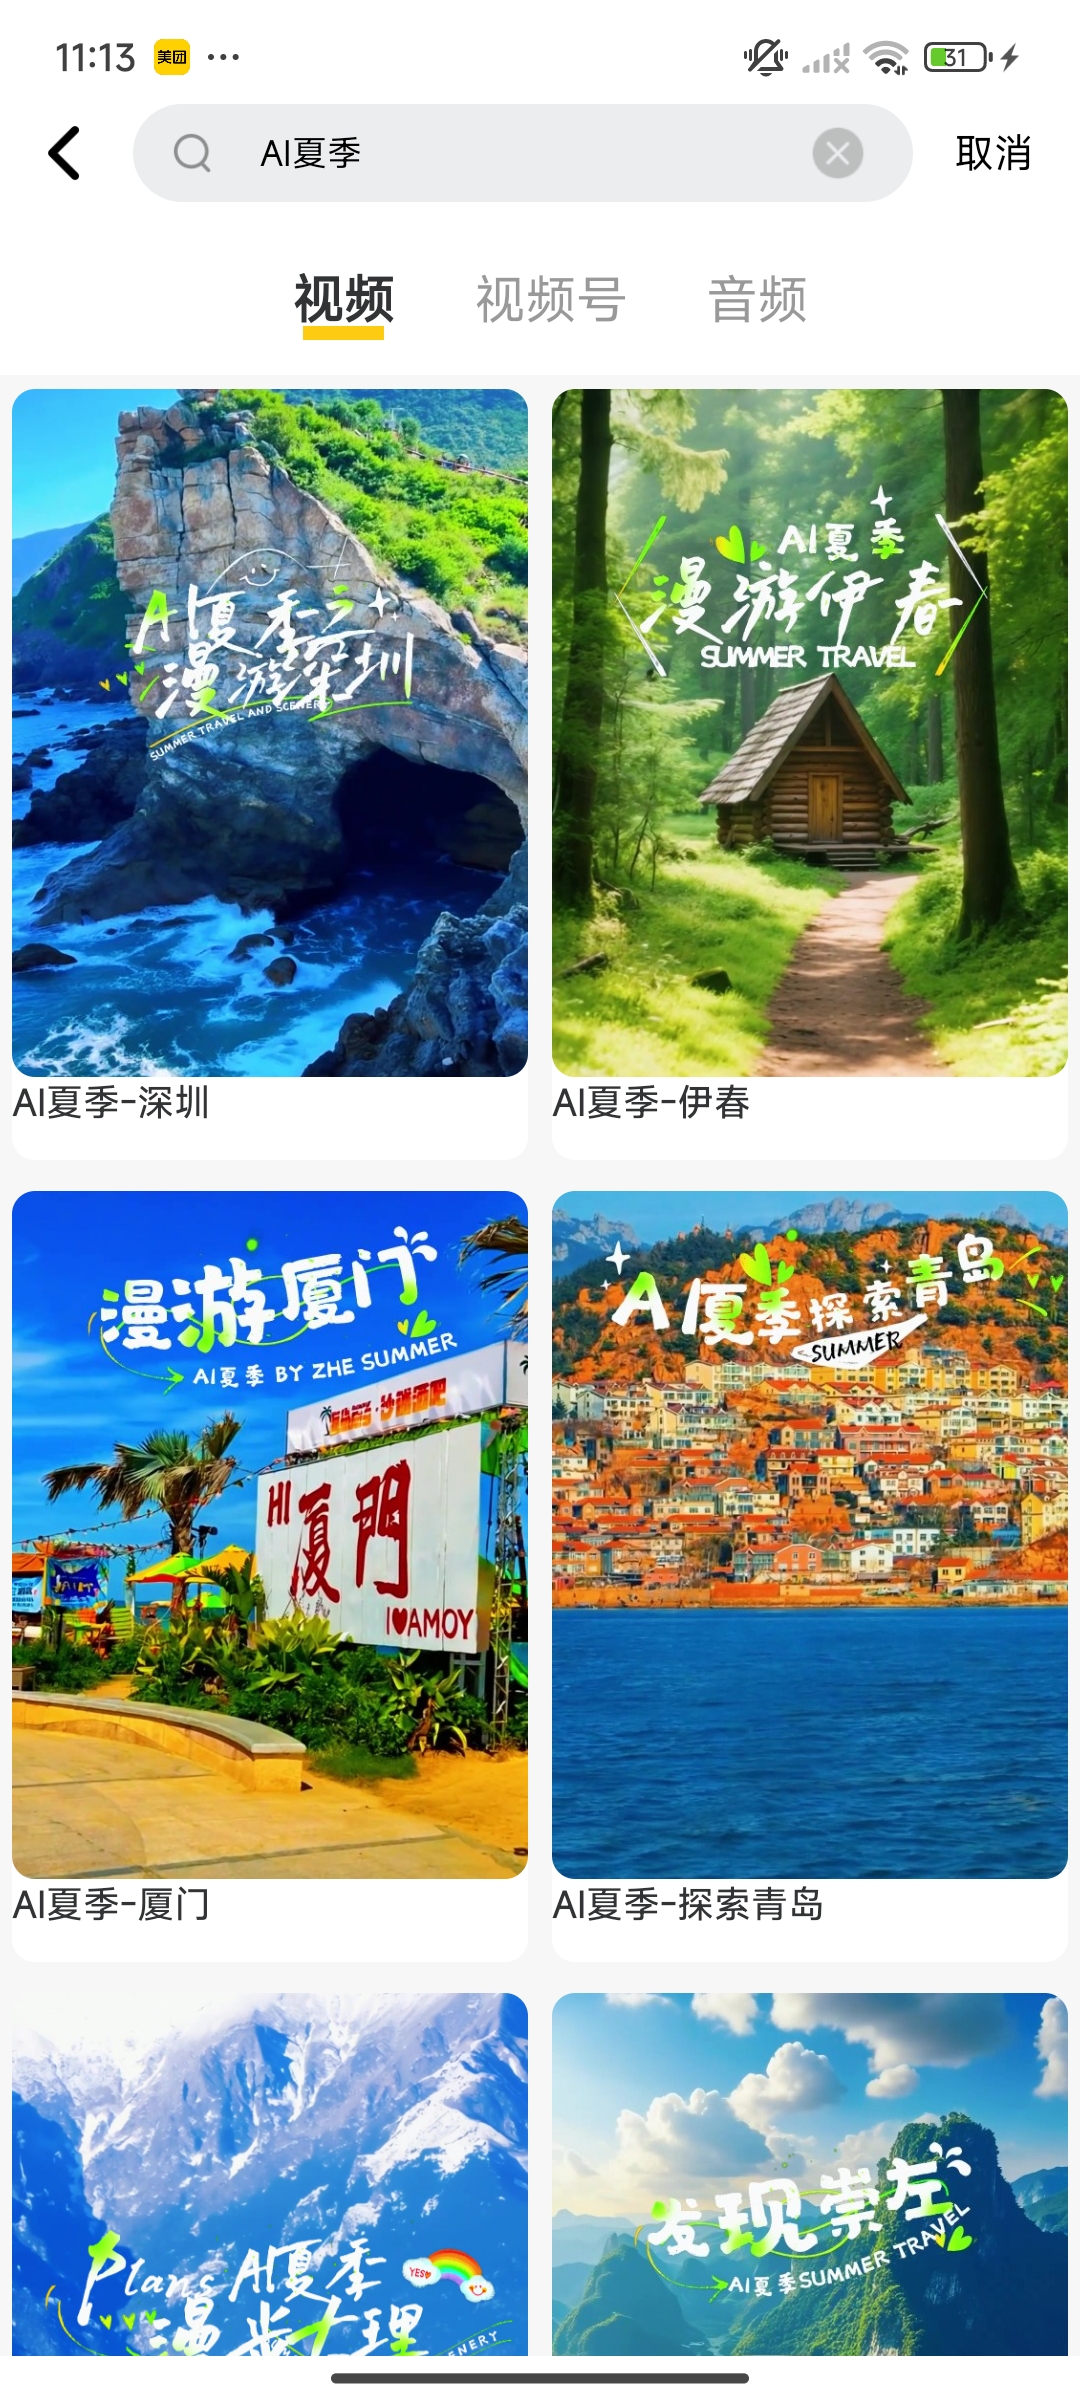 11:13 美团 ... 31
AI夏季
取消
视频 视频号 音频
AI夏季之
漫游深圳
SUMMER TRAVEL AND SCENERY
AI夏季-深圳
AI夏季
漫游伊春
SUMMER TRAVEL
AI夏季-伊春
漫游厦门
AI夏季 BY ZHE SUMMER
沙滩酒吧
HI
厦門
I♥AMOY
AI夏季-厦门
AI夏季探索青岛
SUMMER
AI夏季-探索青岛
Plans AI夏季
YES
漫步大理
ENERY
发现崇左
AI夏季SUMMER TRAVEL